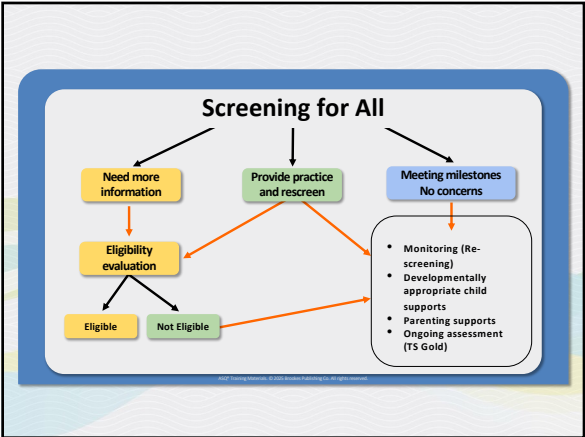 Screening for All
Need more
information
Provide practice
and rescreen
Meeting milestones
No concerns
Eligibility
evaluation
• Monitoring (Re-
screening)
• Developmentally
appropriate child
supports
• Parenting supports
• Ongoing assessment
(TS Gold)
Eligible
Not Eligible
ASQ® Training Materials. © 2025 Brookes Publishing Co. All rights reserved.